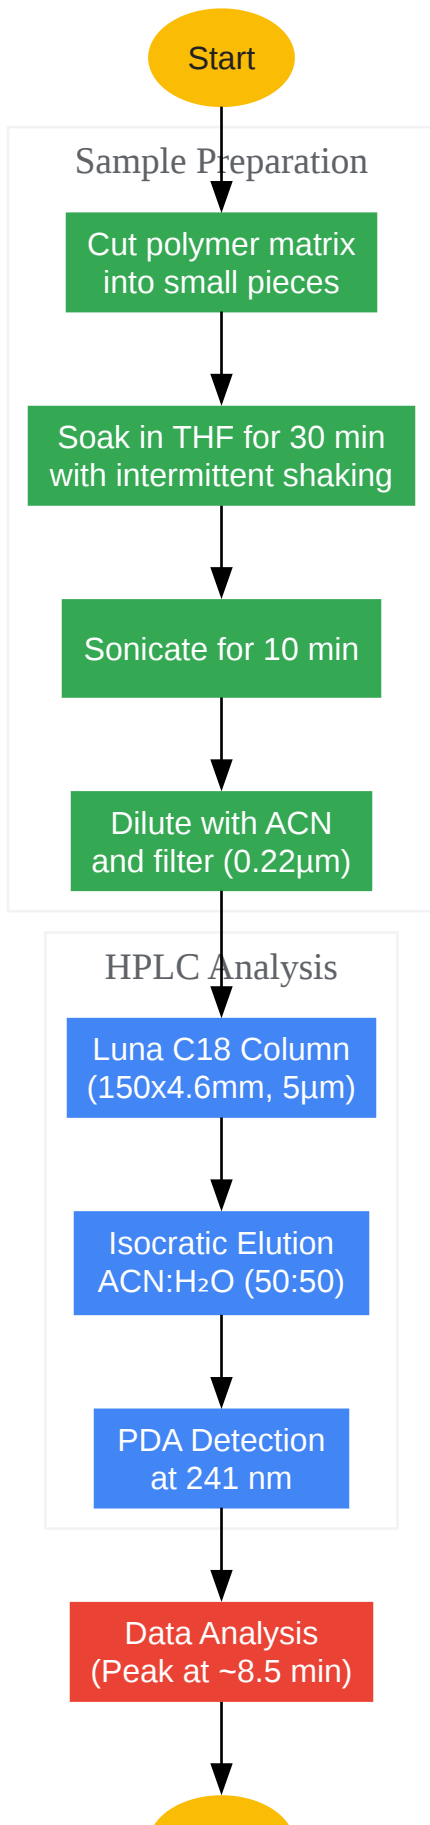 Start
Sample Preparation
Cut polymer matrix
into small pieces
Soak in THF for 30 min
with intermittent shaking
Sonicate for 10 min
Dilute with ACN
and filter (0.22µm)
HPLC Analysis
Luna C18 Column
(150x4.6mm, 5µm)
Isocratic Elution
ACN:H₂O (50:50)
PDA Detection
at 241 nm
Data Analysis
(Peak at ~8.5 min)